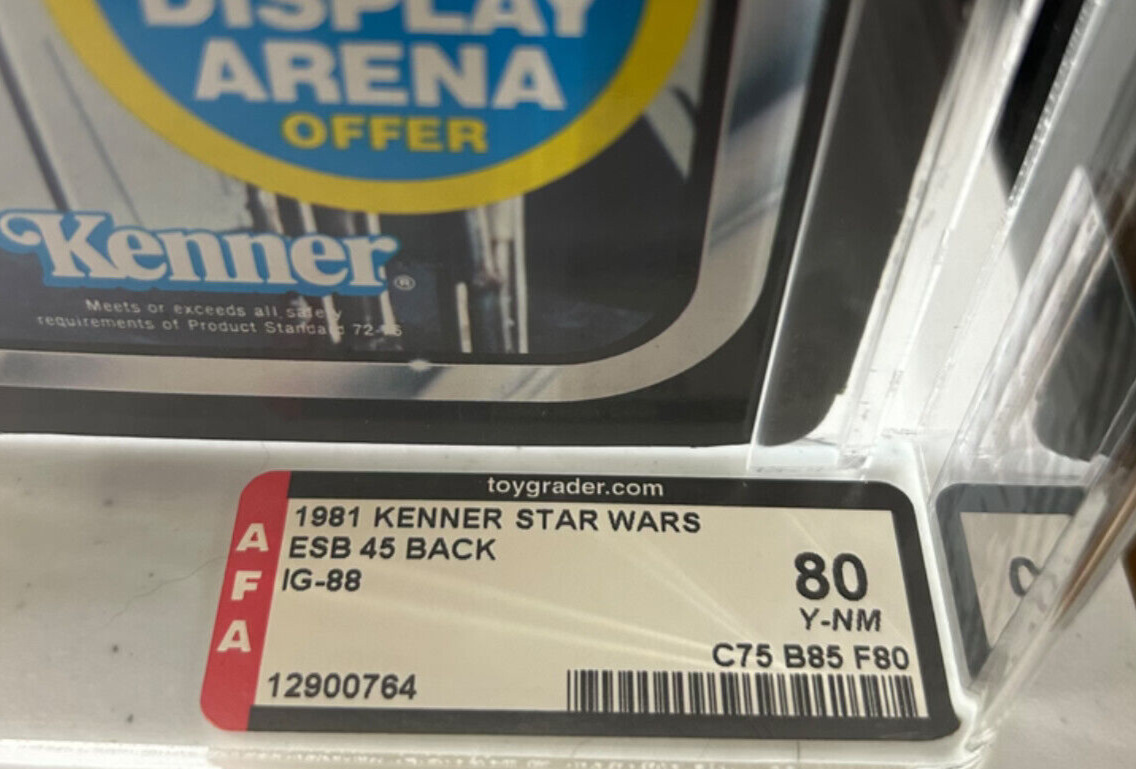 DISPLAY
ARENA
OFFER
Kenner®
Meets or exceeds all safety
requirements of Product Standard 72-
toygrader.com
AFA
1981 KENNER STAR WARS
ESB 45 BACK
IG-88
80
Y-NM
C75 B85 F80
12900764